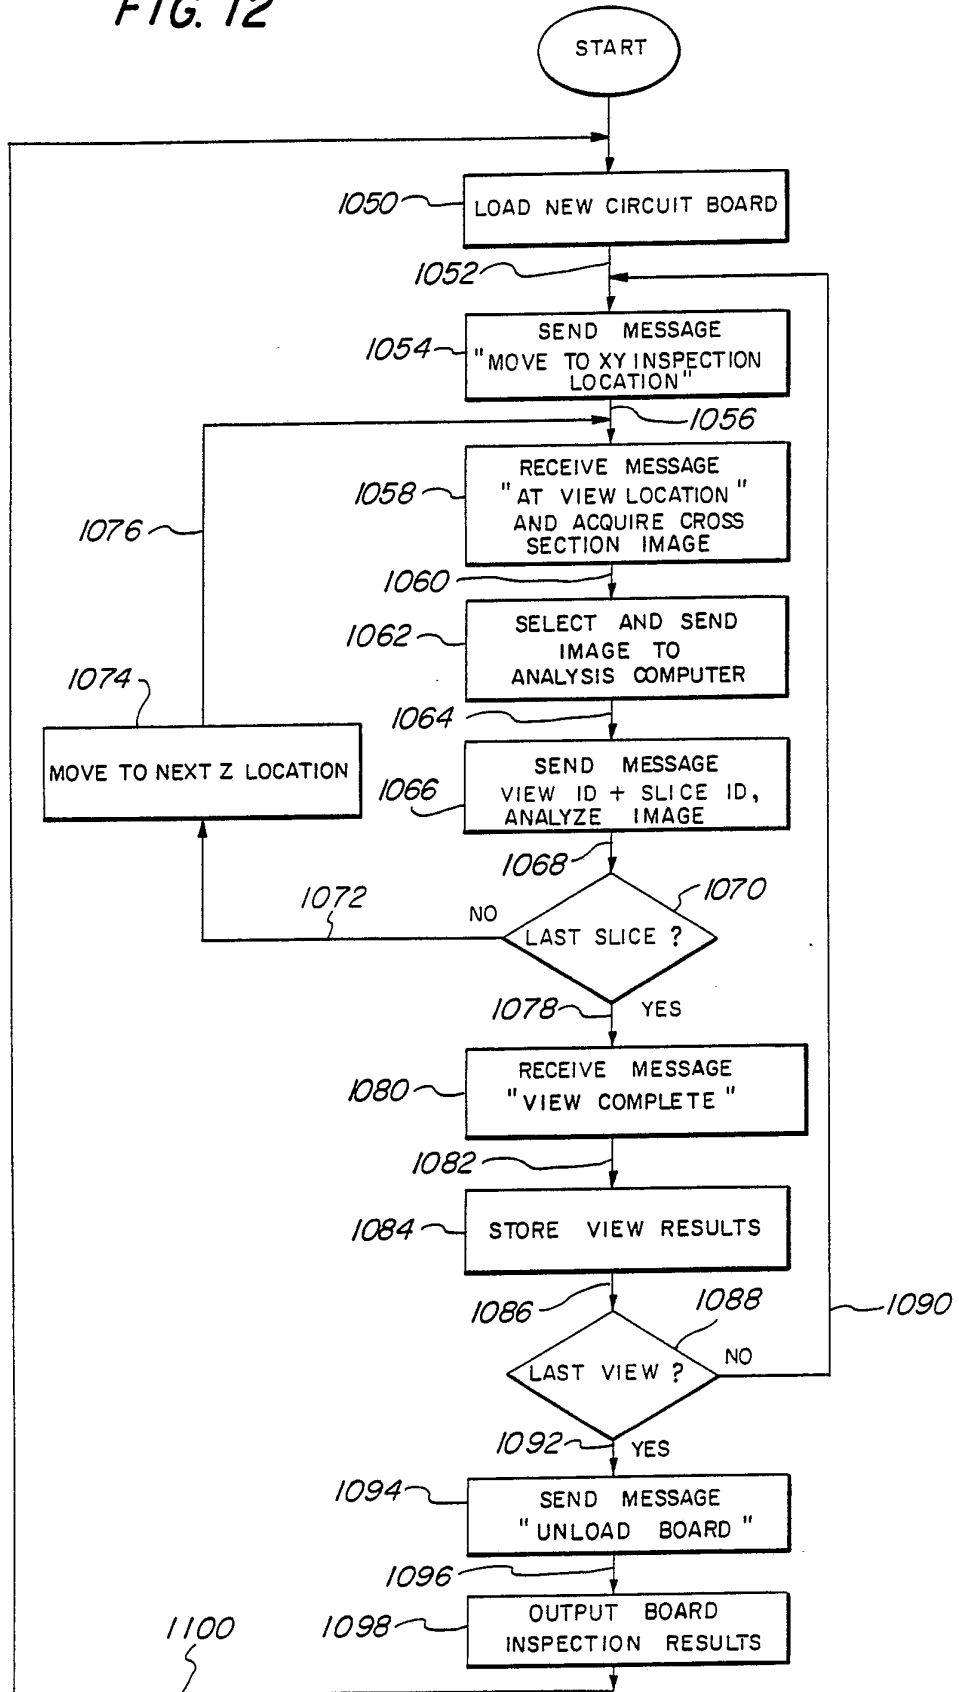 FIG. 12
START
1050
LOAD NEW CIRCUIT BOARD
1052
1054
SEND MESSAGE
"MOVE TO XY INSPECTION
LOCATION"
1056
1058
RECEIVE MESSAGE
"AT VIEW LOCATION"
AND ACQUIRE CROSS
SECTION IMAGE
1076
1060
1062
SELECT AND SEND
IMAGE TO
ANALYSIS COMPUTER
1074
1064
MOVE TO NEXT Z LOCATION
1066
SEND MESSAGE
VIEW ID + SLICE ID,
ANALYZE IMAGE
1068
1070
1072
NO
LAST SLICE ?
1078
YES
1080
RECEIVE MESSAGE
"VIEW COMPLETE"
1082
1084
STORE VIEW RESULTS
1086
1088
1090
LAST VIEW ?
NO
1092
YES
1094
SEND MESSAGE
"UNLOAD BOARD"
1096
1098
OUTPUT BOARD
INSPECTION RESULTS
1100